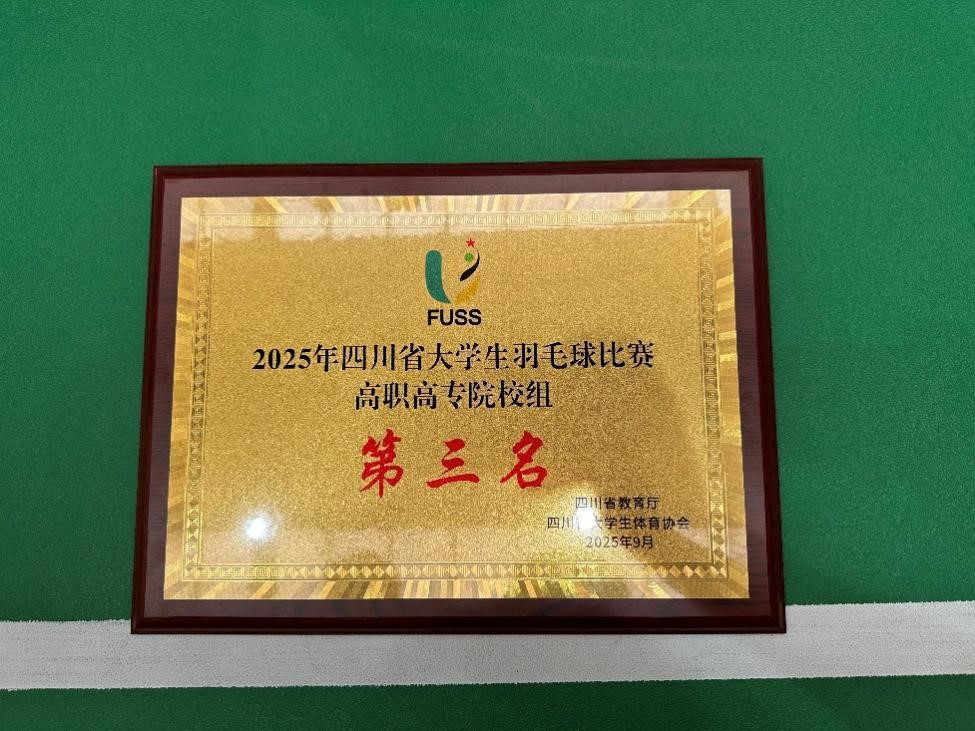 FUSS
2025年四川省大学生羽毛球比赛
高职高专院校组
第三名
四川省教育厅
四川 大学生体育协会
2025年9月